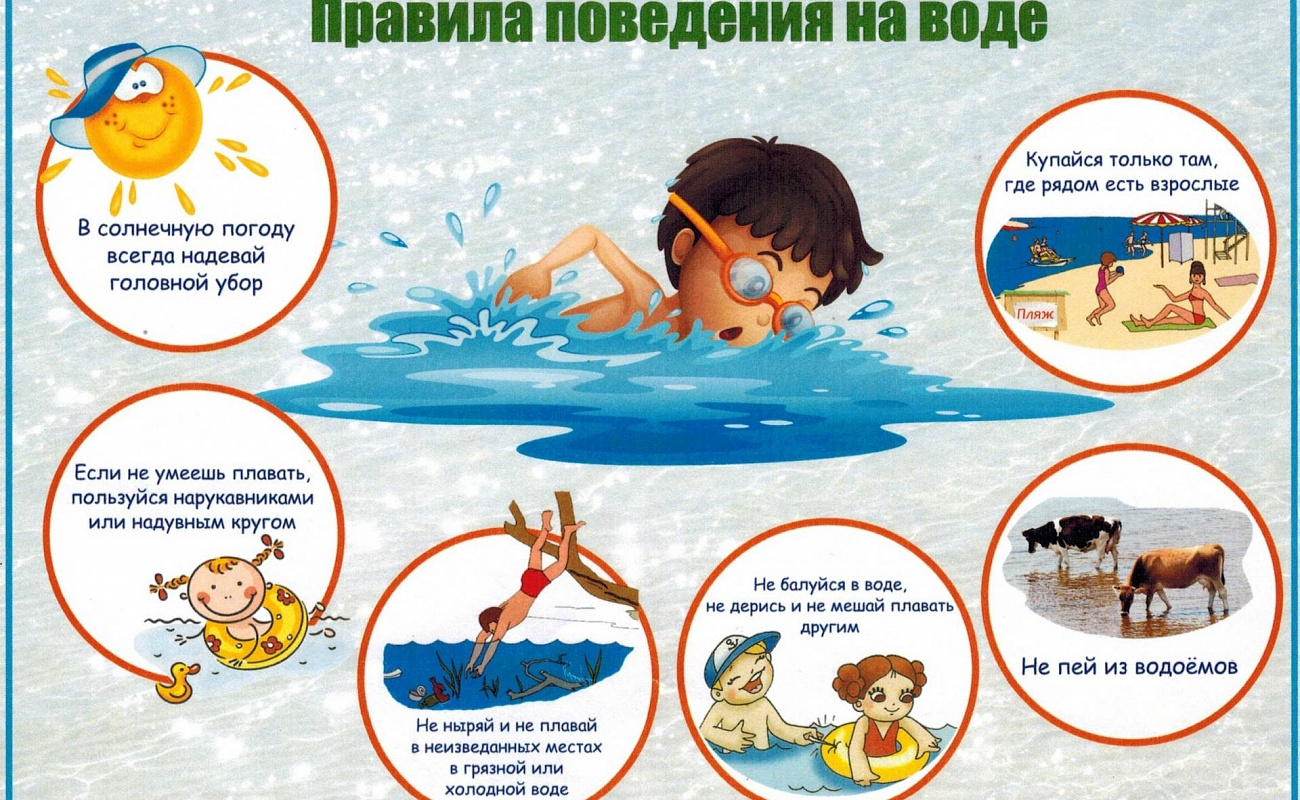 Правила поведения на воде
В солнечную погоду
всегда надевай
головной убор
Купайся только там,
где рядом есть взрослые
Пляж
Если не умеешь плавать,
пользуйся нарукавниками
или надувным кругом
Не ныряй и не плавай
в неизведанных местах
в грязной или
холодной воде
Не балуйся в воде,
не дерись и не мешай плавать
другим
Не пей из водоёмов